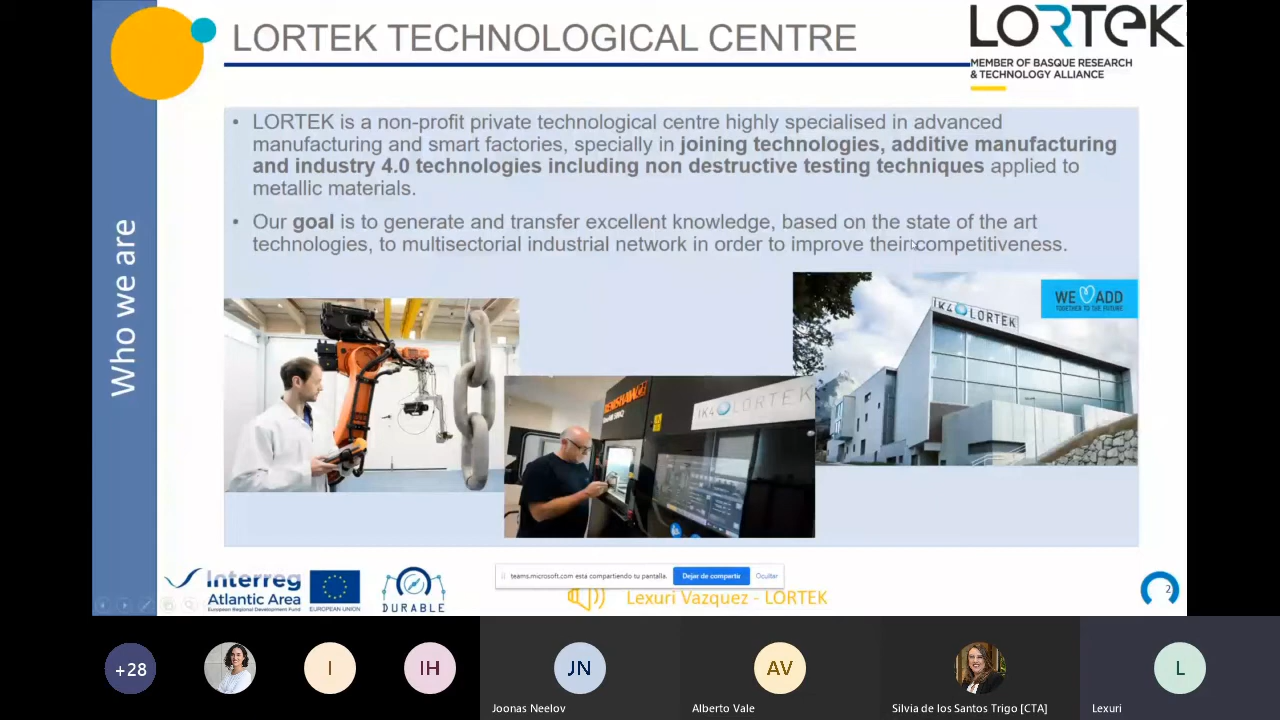 LORTEK TECHNOLOGICAL CENTRE
LORTEK
MEMBER OF BASQUE RESEARCH
& TECHNOLOGY ALLIANCE
Who we are
• LORTEK is a non-profit private technological centre highly specialised in advanced
manufacturing and smart factories, specially in joining technologies, additive manufacturing
and industry 4.0 technologies including non destructive testing techniques applied to
metallic materials.
• Our goal is to generate and transfer excellent knowledge, based on the state of the art
technologies, to multisectorial industrial network in order to improve their competitiveness.
IK4 LORTEK
WE ADD
TOGETHER TO THE FUTURE
RENISHAW
IK4 LORTEK
Interreg
Atlantic Area
European Regional Development Fund
EUROPEAN UNION
DURABLE
teams.microsoft.com está compartiendo tu pantalla.
Dejar de compartir
Ocultar
Lexuri Vazquez - LORTEK
2
+28
I
IH
JN
AV
L
Joonas Neelov
Alberto Vale
Silvia de los Santos Trigo [CTA]
Lexuri